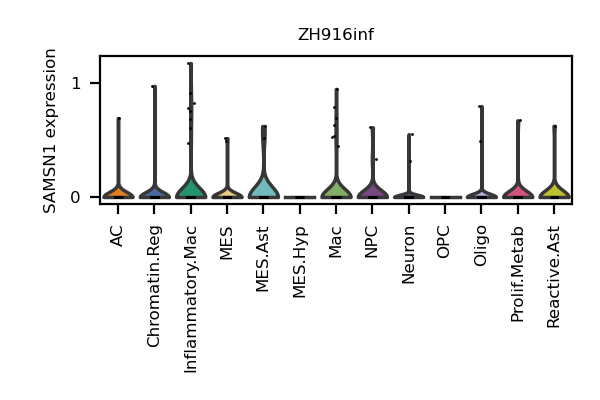 ZH916inf
SAMSN1 expression
1
0
AC
Chromatin.Reg
Inflammatory.Mac
MES
MES.Ast
MES.Hyp
Mac
NPC
Neuron
OPC
Oligo
Prolif.Metab
Reactive.Ast